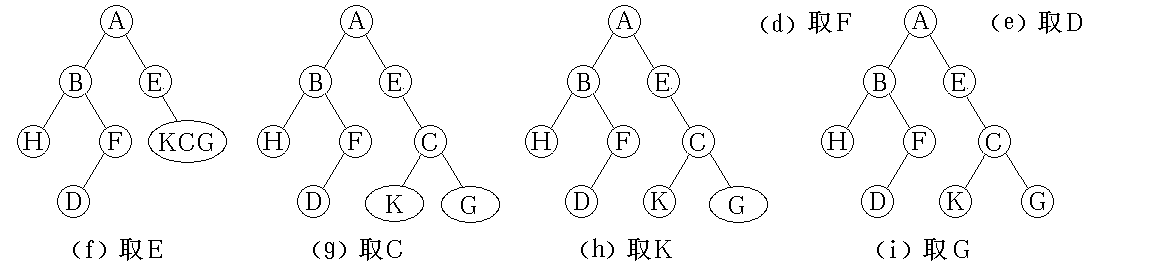 A A A (d) 取F A (e) 取D
B E B E B E B E
H F KCG H F C H F C H F C
D D K G D K G D K G
(f) 取E (g) 取C (h) 取K (i) 取G